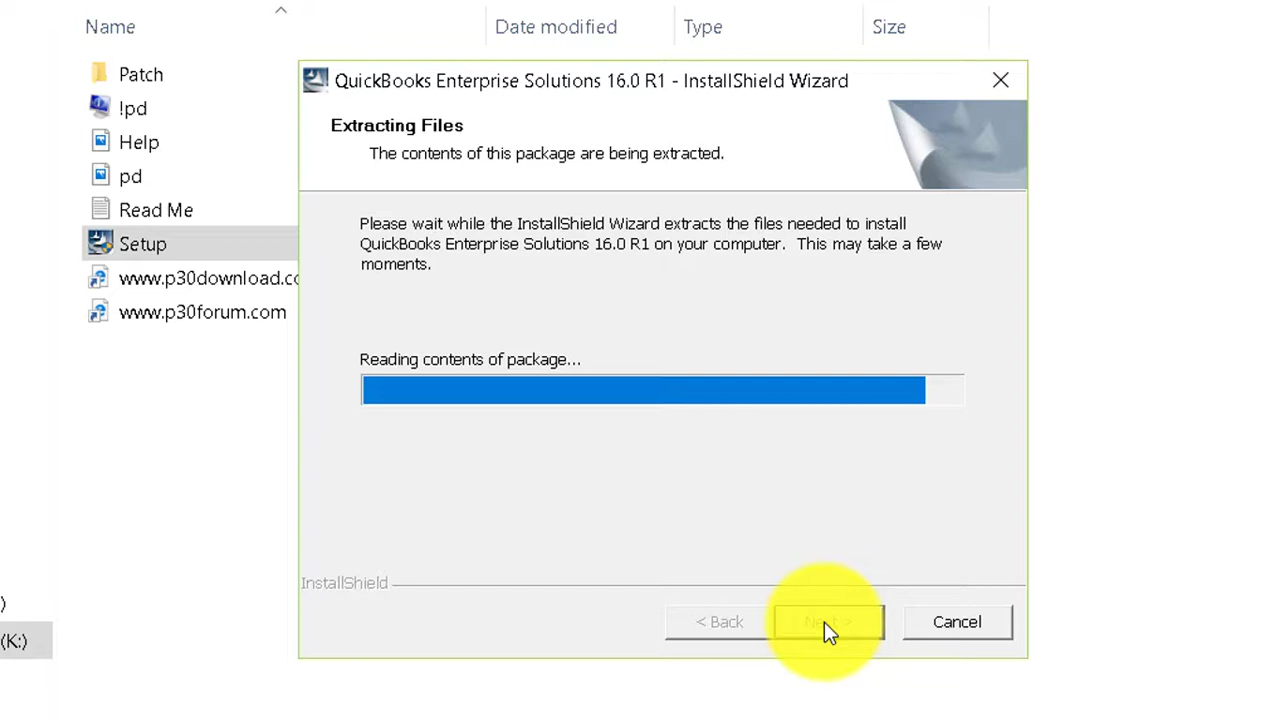 Name Date modified Type Size
Patch
!pd
Help
pd
Read Me
Setup
www.p30download.co
www.p30forum.com
QuickBooks Enterprise Solutions 16.0 R1 - InstallShield Wizard
Extracting Files
The contents of this package are being extracted.
Please wait while the InstallShield Wizard extracts the files needed to install
QuickBooks Enterprise Solutions 16.0 R1 on your computer. This may take a few
moments.
Reading contents of package...
InstallShield
< Back Next > Cancel
)
(K:)